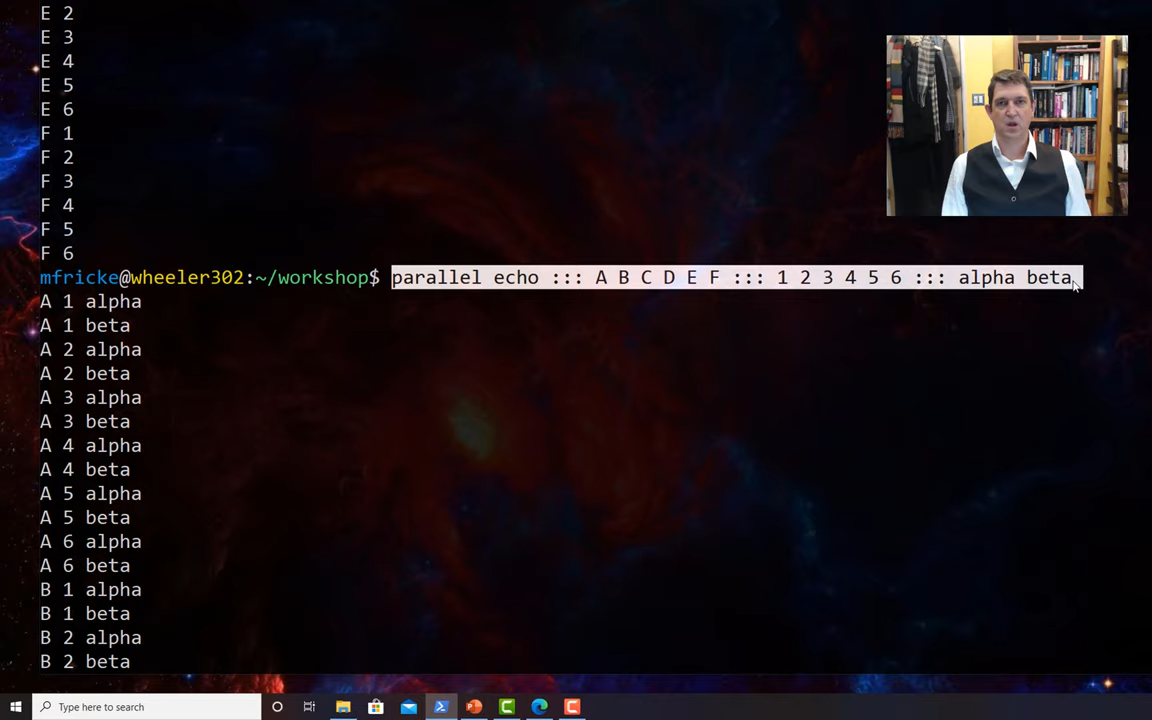 E 2
E 3
E 4
E 5
E 6
F 1
F 2
F 3
F 4
F 5
F 6
mfricke@wheeler302:~/workshop$ parallel echo ::: A B C D E F ::: 1 2 3 4 5 6 ::: alpha beta
A 1 alpha
A 1 beta
A 2 alpha
A 2 beta
A 3 alpha
A 3 beta
A 4 alpha
A 4 beta
A 5 alpha
A 5 beta
A 6 alpha
A 6 beta
B 1 alpha
B 1 beta
B 2 alpha
B 2 beta
Type here to search